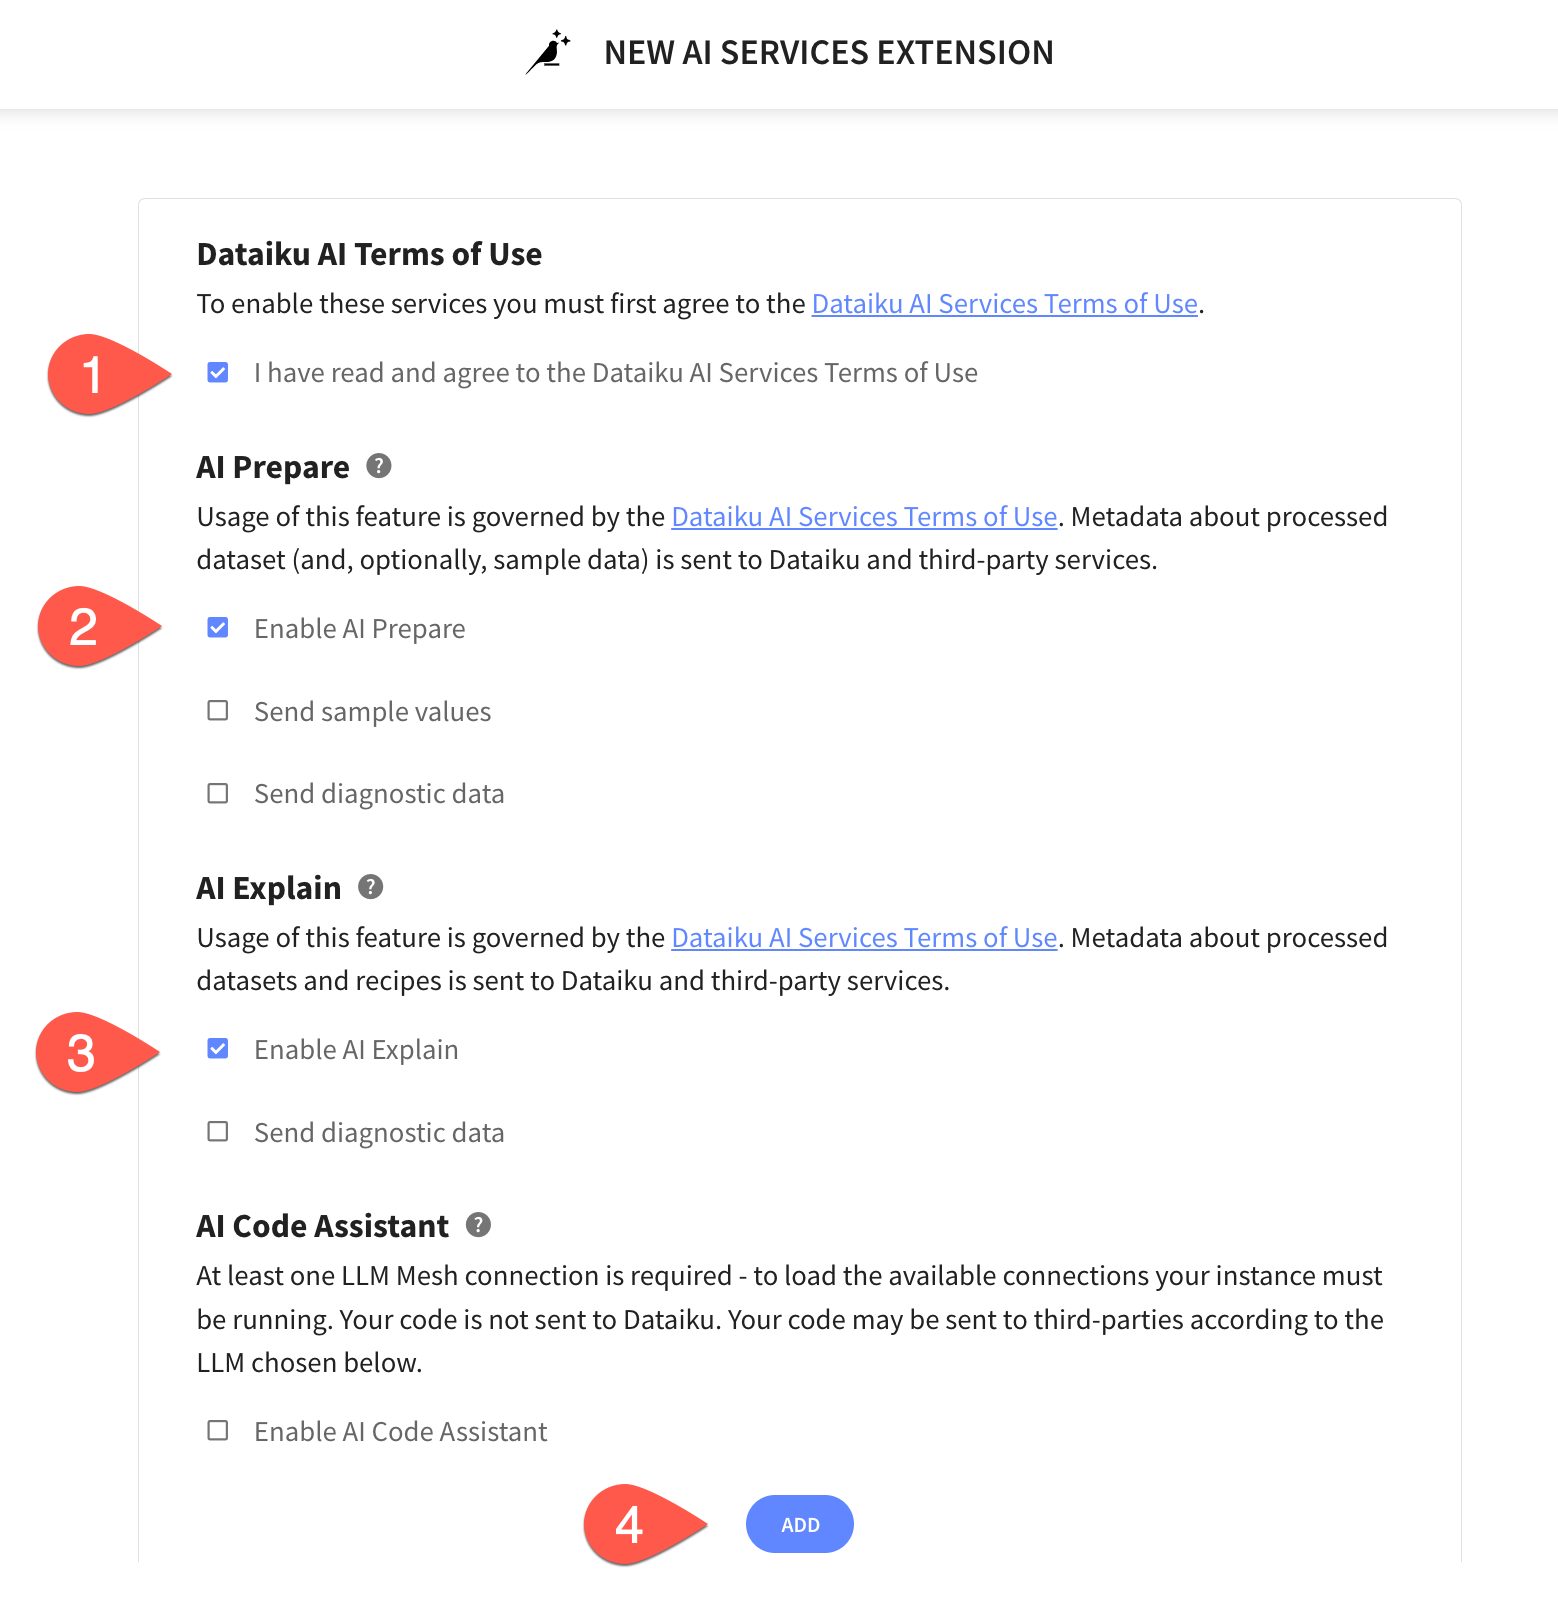 NEW AI SERVICES EXTENSION
Dataiku AI Terms of Use
To enable these services you must first agree to the Dataiku AI Services Terms of Use.
1
I have read and agree to the Dataiku AI Services Terms of Use
AI Prepare ?
Usage of this feature is governed by the Dataiku AI Services Terms of Use. Metadata about processed
dataset (and, optionally, sample data) is sent to Dataiku and third-party services.
2
Enable AI Prepare
Send sample values
Send diagnostic data
AI Explain ?
Usage of this feature is governed by the Dataiku AI Services Terms of Use. Metadata about processed
datasets and recipes is sent to Dataiku and third-party services.
3
Enable AI Explain
Send diagnostic data
AI Code Assistant ?
At least one LLM Mesh connection is required - to load the available connections your instance must
be running. Your code is not sent to Dataiku. Your code may be sent to third-parties according to the
LLM chosen below.
Enable AI Code Assistant
4
ADD